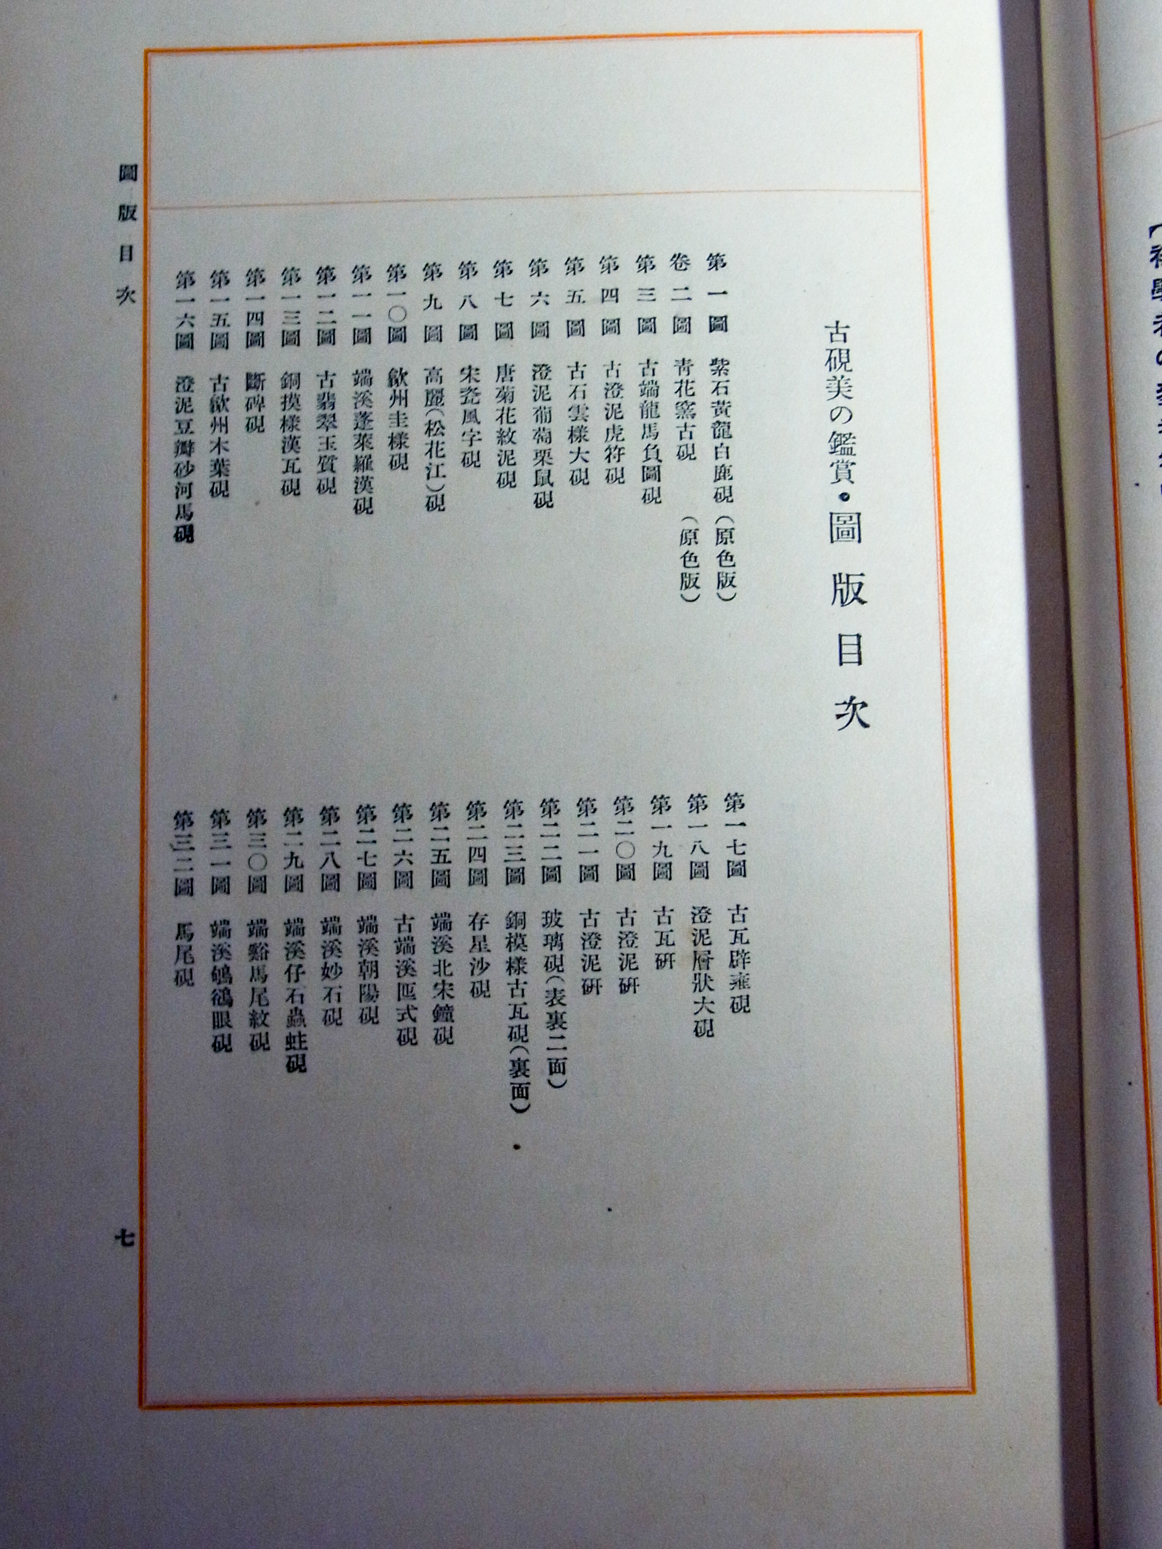 古硯美の鑑賞・圖版目次
第一圖 紫石黃龍白鹿硯(原色版)
卷二圖 靑花窯古硯(原色版)
第三圖 古端龍馬負圖硯
第四圖 古澄泥虎符硯
第五圖 古石雲樣大硯
第六圖 澄泥葡萄栗鼠硯
第七圖 唐菊花紋泥硯
第八圖 宋瓷風字硯
第九圖 高麗(松花江)硯
第一〇圖 歙州圭樣硯
第一一圖 端溪蓬萊羅漢硯
第一二圖 古翡翠玉質硯
第一三圖 銅摸樣漢瓦硯
第一四圖 斷碑硯
第一五圖 古歙州木葉硯
第一六圖 澄泥豆瓣砂河馬硯
第一七圖 古瓦辟雍硯
第一八圖 澄泥層狀大硯
第一九圖 古瓦硏
第二〇圖 古澄泥硏
第二一圖 古澄泥硏
第二二圖 玻璃硯(表裏二面)
第二三圖 銅模樣古瓦硯(裏面)
第二四圖 存星沙硯
第二五圖 端溪北宋鐘硯
第二六圖 古端溪匜式硯
第二七圖 端溪朝陽硯
第二八圖 端溪妙石硯
第二九圖 端溪仔石蟲蛀硯
第三〇圖 端谿馬尾紋硯
第三一圖 端溪鴝鵒眼硯
第三二圖 馬尾硯
圖版目次
七